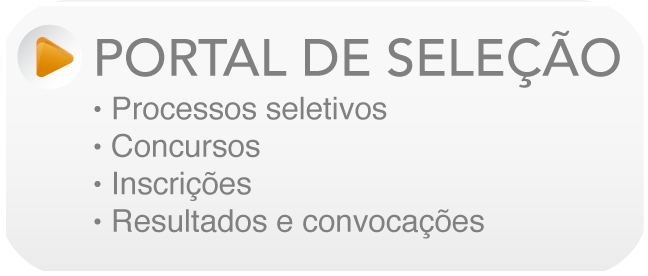 PORTAL DE SELEÇÃO
• Processos seletivos
• Concursos
• Inscrições
• Resultados e convocações